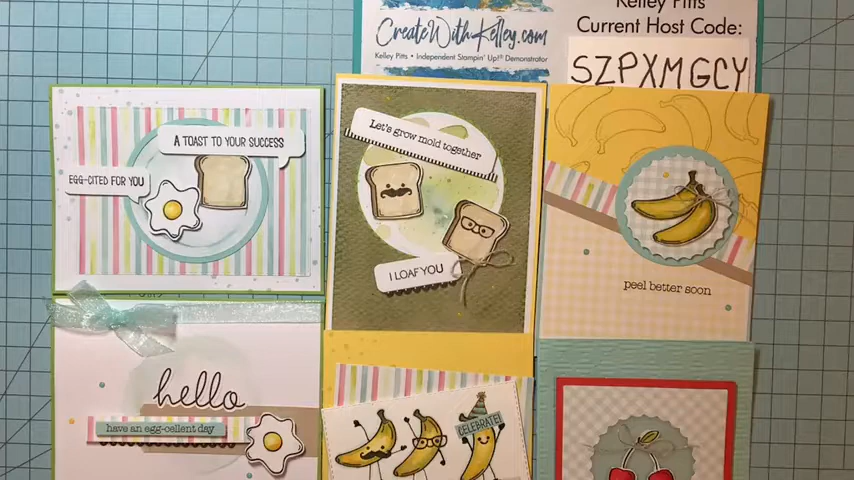 Kelley Pitts
Current Host Code:
SZPXMGCY
CreateWithKelley.com
Kelley Pitts • Independent Stampin' Up!® Demonstrator
A TOAST TO YOUR SUCCESS
EGG-CITED FOR YOU
Let's grow mold together
I LOAF YOU
peel better soon
hello
have an egg-cellent day
CELEBRATE!